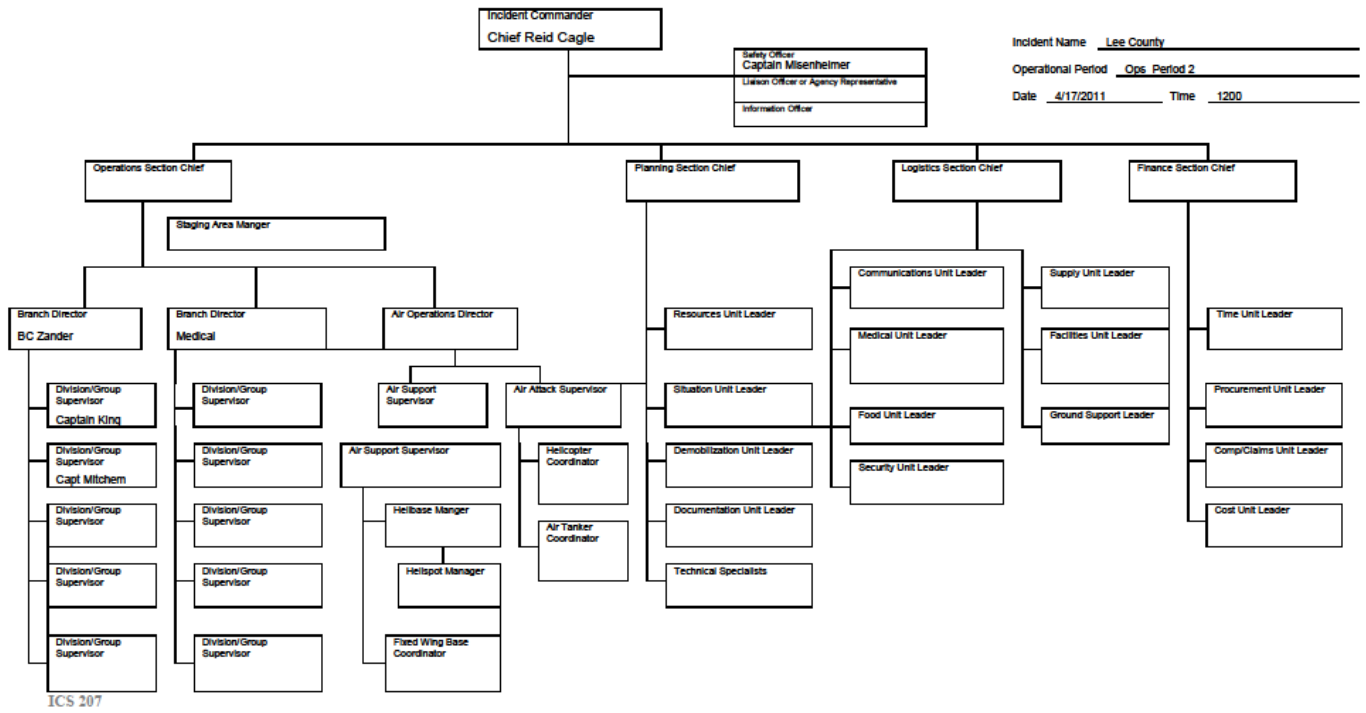 Incident Commander
Chief Reid Cagle
Safety Officer
Captain Misenheimer
Liaison Officer or Agency Representative
Information Officer
Incident Name Lee County
Operational Period Ops Period 2
Date 4/17/2011 Time 1200
Operations Section Chief
Planning Section Chief
Logistics Section Chief
Finance Section Chief
Staging Area Manger
Branch Director
BC Zander
Branch Director
Medical
Air Operations Director
Resources Unit Leader
Communications Unit Leader
Supply Unit Leader
Medical Unit Leader
Facilities Unit Leader
Time Unit Leader
Division/Group
Supervisor
Captain King
Division/Group
Supervisor
Air Support
Supervisor
Air Attack Supervisor
Situation Unit Leader
Food Unit Leader
Ground Support Leader
Procurement Unit Leader
Division/Group
Supervisor
Capt Mitchem
Division/Group
Supervisor
Air Support Supervisor
Helicopter
Coordinator
Demobilization Unit Leader
Security Unit Leader
Comp/Claims Unit Leader
Division/Group
Supervisor
Division/Group
Supervisor
Helibase Manger
Air Tanker
Coordinator
Documentation Unit Leader
Cost Unit Leader
Division/Group
Supervisor
Division/Group
Supervisor
Helispot Manager
Technical Specialists
Division/Group
Supervisor
Division/Group
Supervisor
Fixed Wing Base
Coordinator
ICS 207